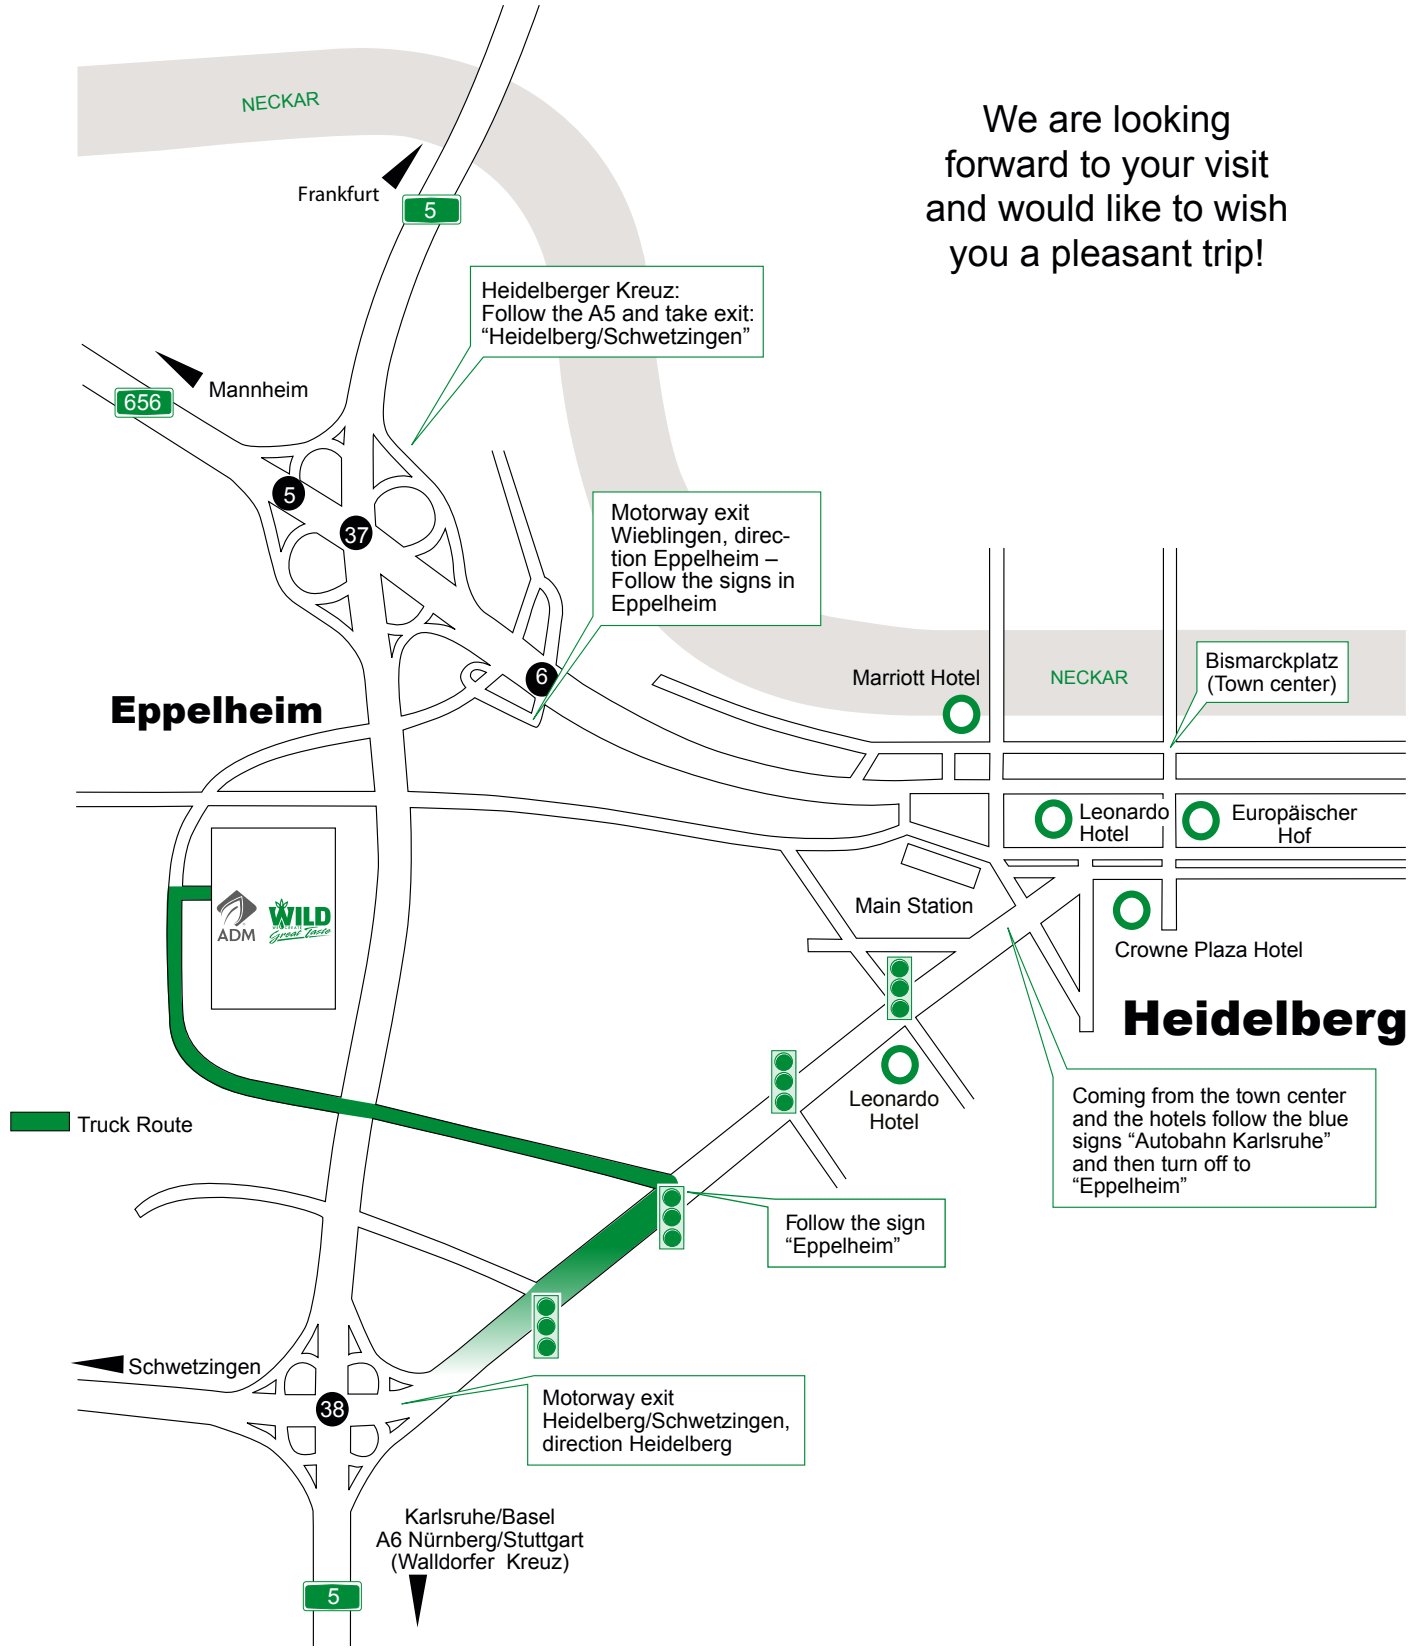 NECKAR
We are looking
forward to your visit
and would like to wish
you a pleasant trip!
Frankfurt
5
Heidelberger Kreuz:
Follow the A5 and take exit:
“Heidelberg/Schwetzingen”
Mannheim
656
5
37
Motorway exit
Wieblingen, direc-
tion Eppelheim –
Follow the signs in
Eppelheim
6
Marriott Hotel
NECKAR
Bismarckplatz
(Town center)
Eppelheim
Leonardo
Hotel
Europäischer
Hof
Main Station
ADM
WILD
Great Taste
Crowne Plaza Hotel
Heidelberg
Leonardo
Hotel
Coming from the town center
and the hotels follow the blue
signs “Autobahn Karlsruhe”
and then turn off to
“Eppelheim”
Truck Route
Follow the sign
“Eppelheim”
Schwetzingen
38
Motorway exit
Heidelberg/Schwetzingen,
direction Heidelberg
Karlsruhe/Basel
A6 Nürnberg/Stuttgart
(Walldorfer Kreuz)
5